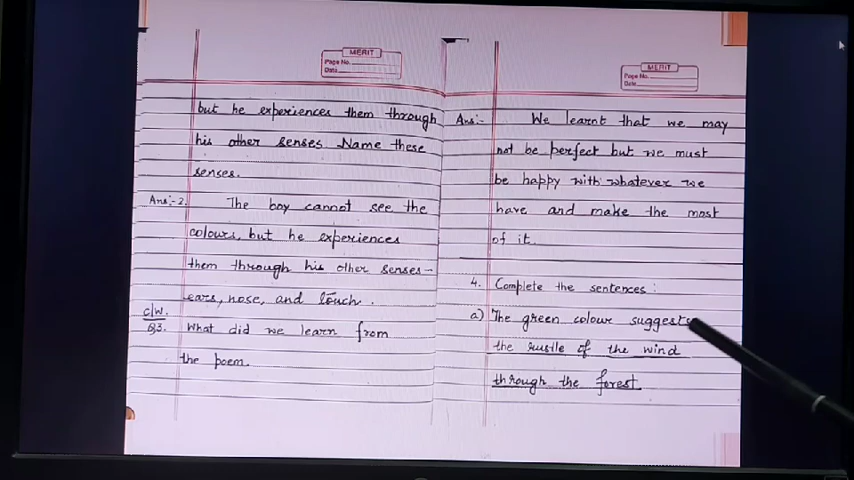 MERIT
Page No.
Date
but he experiences them through
his other senses Name these
senses.
Ans:-2. The boy cannot see the
colours, but he experiences
them through his other senses-
ears, nose, and touch.
C/W.
Q3. What did we learn from
the poem.
MERIT
Page No.
Date
Ans:- We learnt that we may
not be perfect but we must
be happy with whatever we
have and make the most
of it.
4. Complete the sentences:
a) The green colour suggests
the rustle of the wind
through the forest